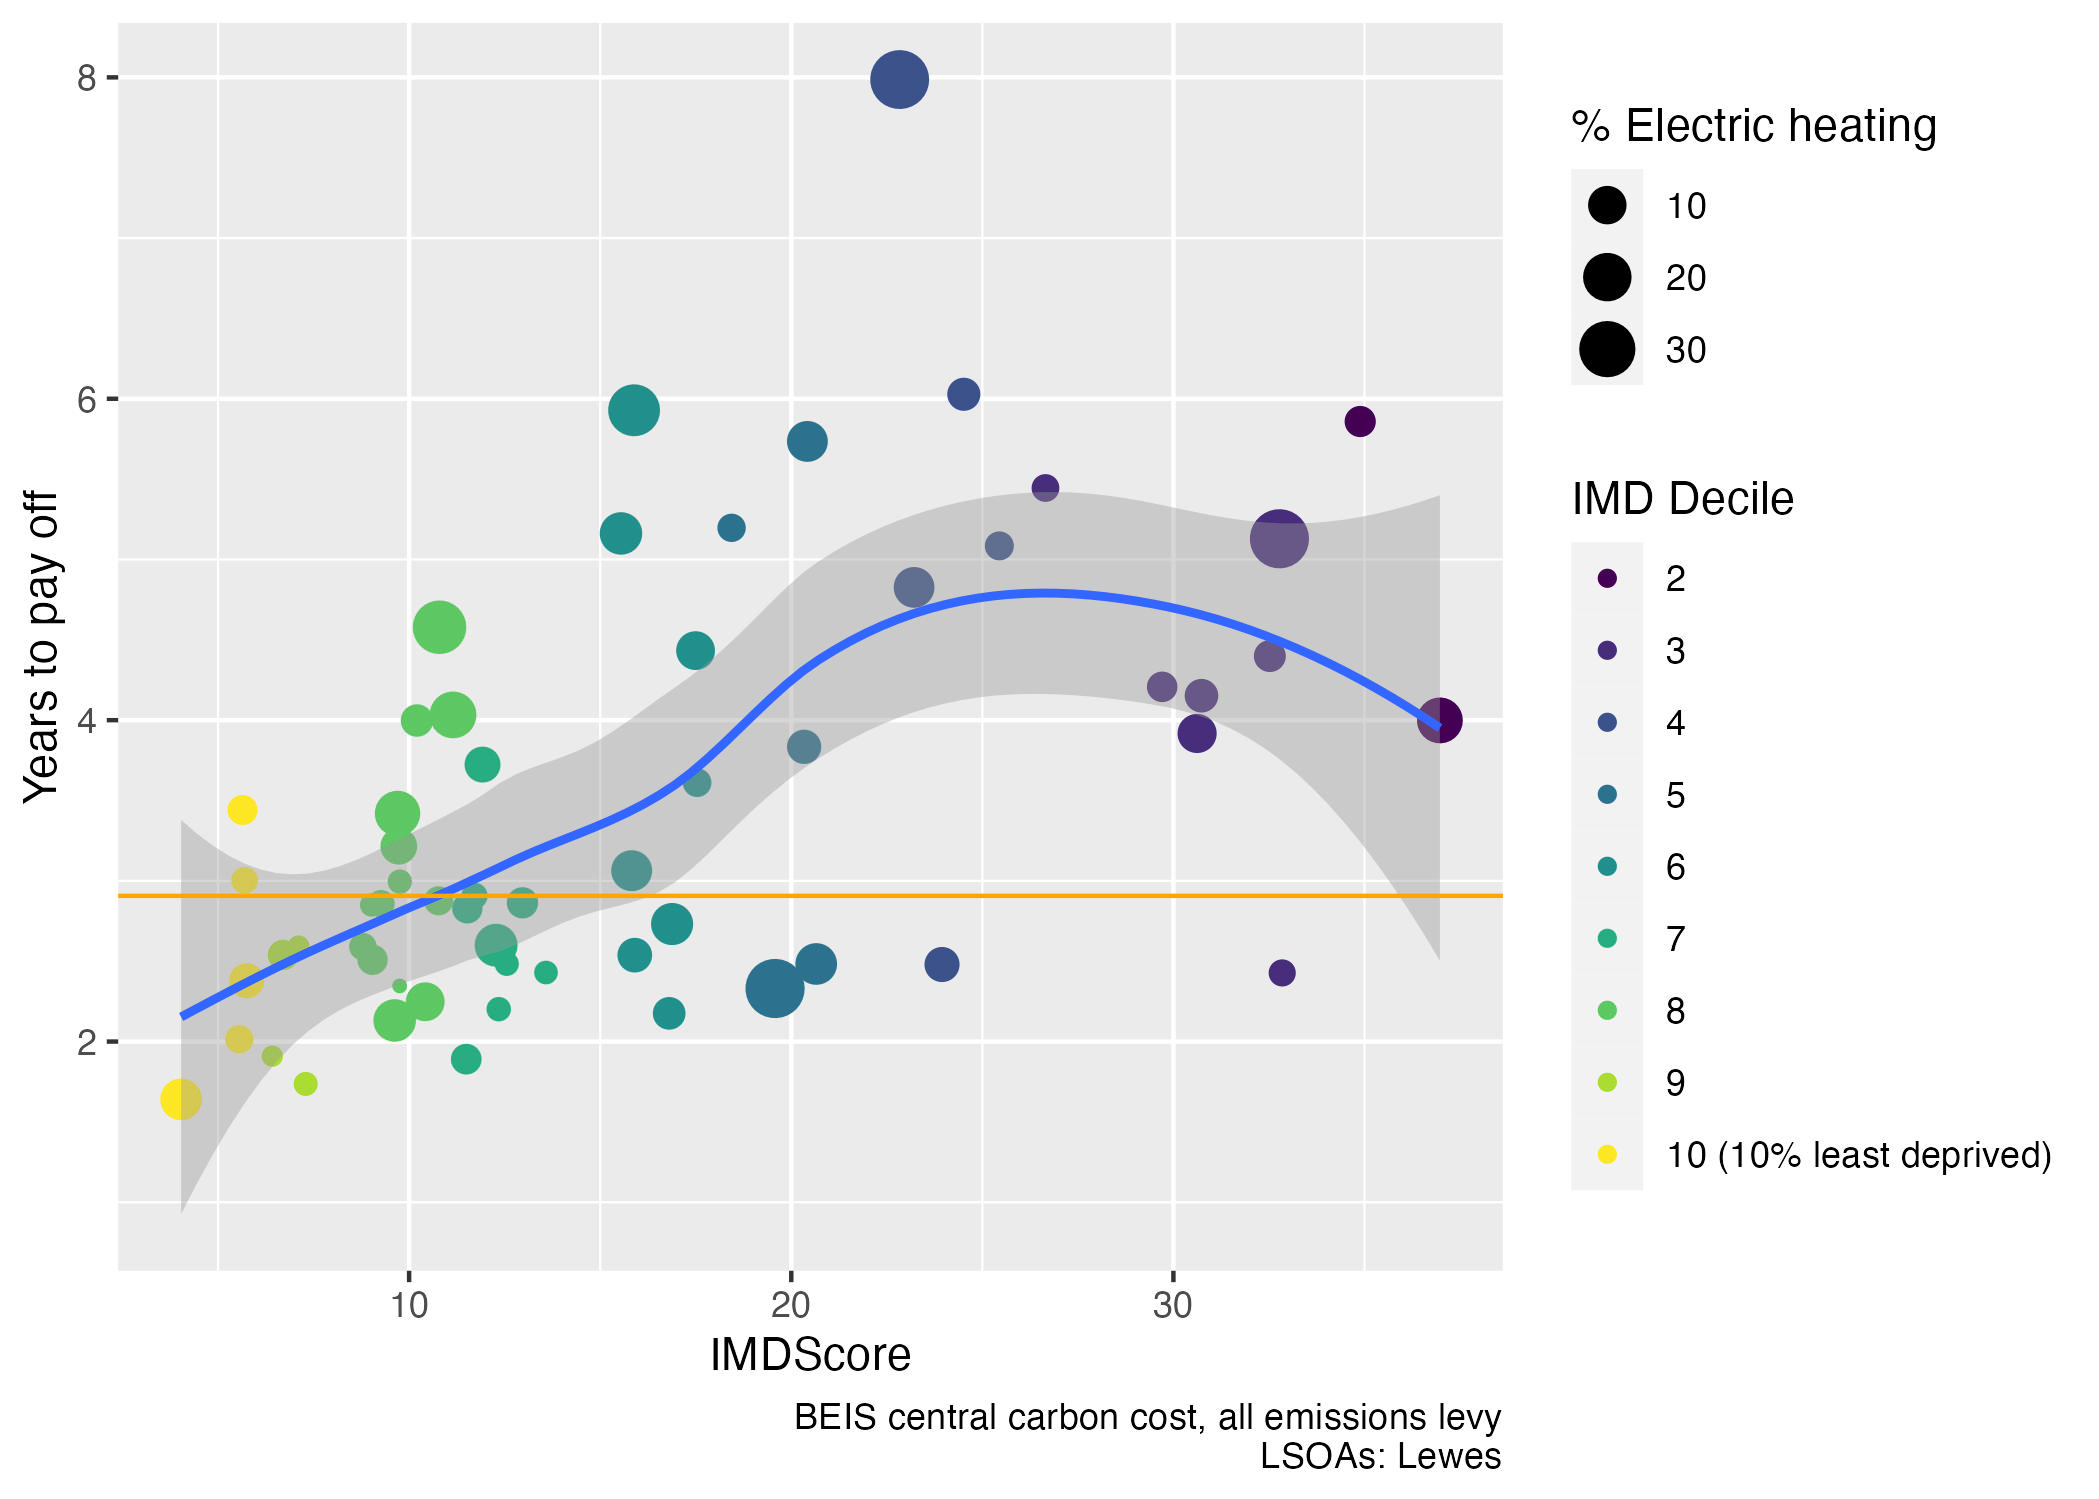 8
6
4
2
Years to pay off
10
20
30
IMDScore
BEIS central carbon cost, all emissions levy
LSOAs: Lewes
% Electric heating
10
20
30
IMD Decile
2
3
4
5
6
7
8
9
10 (10% least deprived)